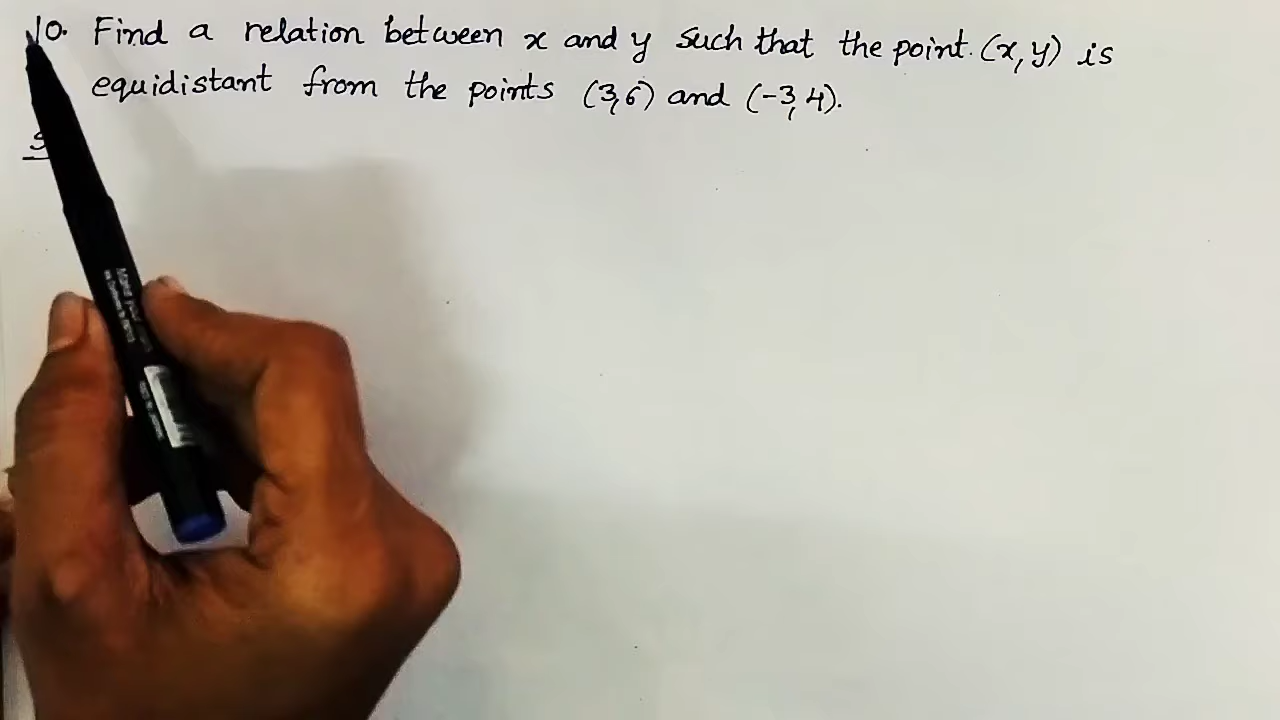 10. Find a relation between x and y such that the point (x, y) is
equidistant from the points (3,6) and (-3,4).